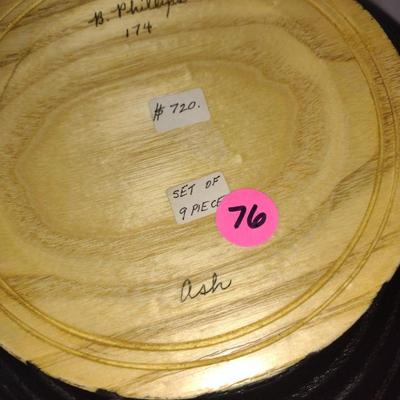 B. Phillips
174
$ 720.
SET OF
9 PIECE
76
Ash